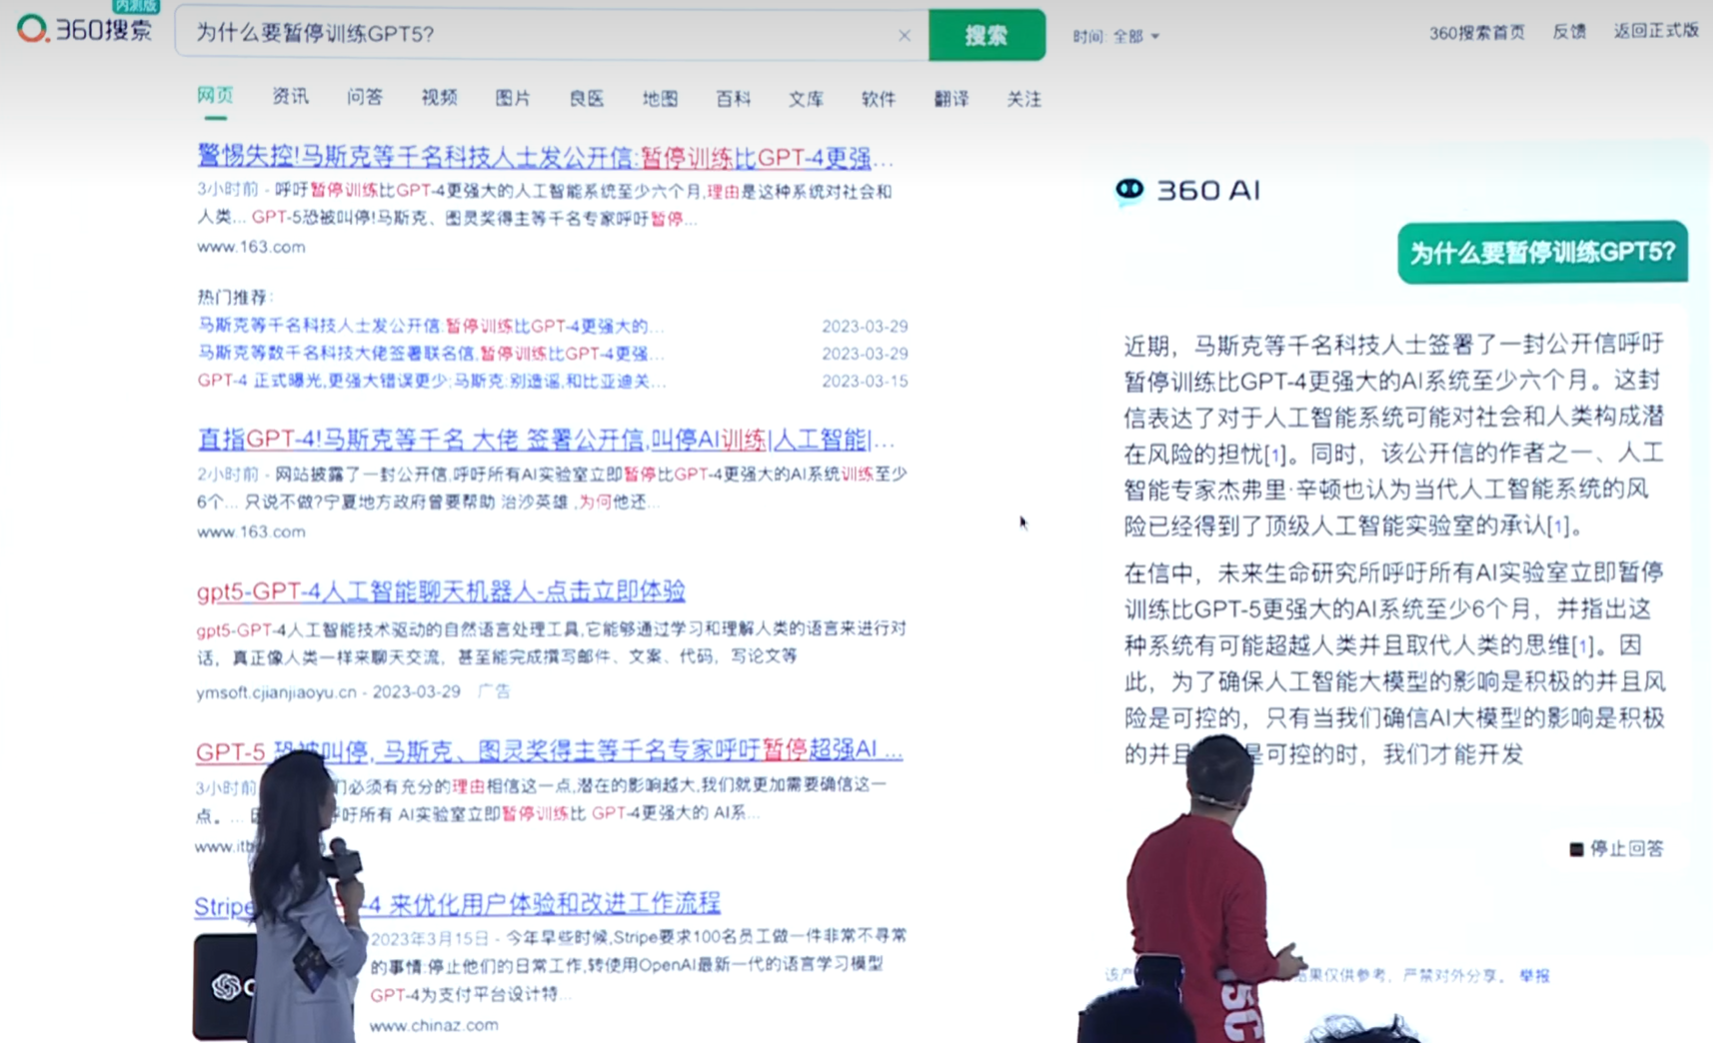 内测版
360搜索
为什么要暂停训练GPT5?
×
搜索
时间: 全部
360搜索首页 反馈 返回正式版
网页 资讯 问答 视频 图片 良医 地图 百科 文库 软件 翻译 关注
警惕失控!马斯克等千名科技人士发公开信:暂停训练比GPT-4更强...
3小时前 - 呼吁暂停训练比GPT-4更强大的人工智能系统至少六个月,理由是这种系统对社会和
人类... GPT-5恐被叫停!马斯克、图灵奖得主等千名专家呼吁暂停...
www.163.com
热门推荐:
马斯克等千名科技人士发公开信:暂停训练比GPT-4更强大的... 2023-03-29
马斯克等数千名科技大佬签署联名信,暂停训练比GPT-4更强... 2023-03-29
GPT-4 正式曝光,更强大错误更少;马斯克:别造谣,和比亚迪关... 2023-03-15
直指GPT-4!马斯克等千名 大佬 签署公开信,叫停AI训练|人工智能|...
2小时前 - 网站披露了一封公开信,呼吁所有AI实验室立即暂停比GPT-4更强大的AI系统训练至少
6个... 只说不做?宁夏地方政府曾要帮助 治沙英雄 ,为何他还...
www.163.com
gpt5-GPT-4人工智能聊天机器人-点击立即体验
gpt5-GPT-4人工智能技术驱动的自然语言处理工具,它能够通过学习和理解人类的语言来进行对
话，真正像人类一样来聊天交流，甚至能完成撰写邮件、文案、代码，写论文等
ymsoft.cjianjiaoyu.cn - 2023-03-29 广告
GPT-5 恐被叫停, 马斯克、图灵奖得主等千名专家呼吁暂停超强AI ...
3小时前 们必须有充分的理由相信这一点,潜在的影响越大,我们就更加需要确信这一
点。... 呼吁所有 AI实验室立即暂停训练比 GPT-4更强大的 AI系...
www.itb
Stripe -4 来优化用户体验和改进工作流程
2023年3月15日 - 今年早些时候,Stripe要求100名员工做一件非常不寻常
的事情:停止他们的日常工作,转使用OpenAI最新一代的语言学习模型
GPT-4为支付平台设计特...
www.chinaz.com
360 AI
为什么要暂停训练GPT5?
近期，马斯克等千名科技人士签署了一封公开信呼吁
暂停训练比GPT-4更强大的AI系统至少六个月。这封
信表达了对于人工智能系统可能对社会和人类构成潜
在风险的担忧[1]。同时，该公开信的作者之一、人工
智能专家杰弗里·辛顿也认为当代人工智能系统的风
险已经得到了顶级人工智能实验室的承认[1]。
在信中，未来生命研究所呼吁所有AI实验室立即暂停
训练比GPT-5更强大的AI系统至少6个月，并指出这
种系统有可能超越人类并且取代人类的思维[1]。因
此，为了确保人工智能大模型的影响是积极的并且风
险是可控的，只有当我们确信AI大模型的影响是积极
的并且 是可控的时，我们才能开发
停止回答
该产 结果仅供参考，严禁对外分享。 举报
SC